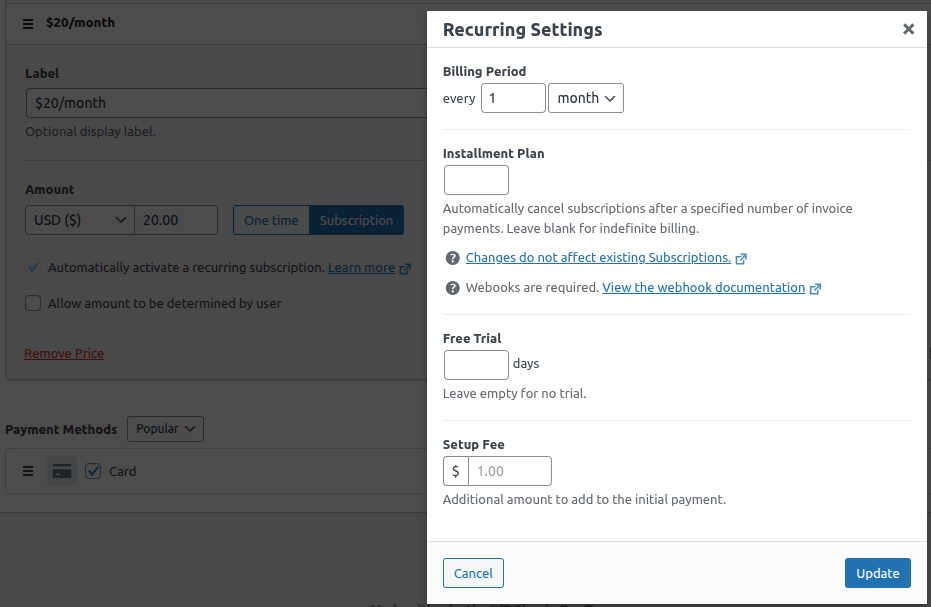 $20/month
Label
$20/month
Optional display label.
Amount
USD ($) 20.00 One time Subscription
Automatically activate a recurring subscription. Learn more
Allow amount to be determined by user
Remove Price
Payment Methods Popular
Card
Recurring Settings
Billing Period
every 1 month
Installment Plan
Automatically cancel subscriptions after a specified number of invoice
payments. Leave blank for indefinite billing.
Changes do not affect existing Subscriptions.
Webooks are required. View the webhook documentation
Free Trial
days
Leave empty for no trial.
Setup Fee
$ 1.00
Additional amount to add to the initial payment.
Cancel Update